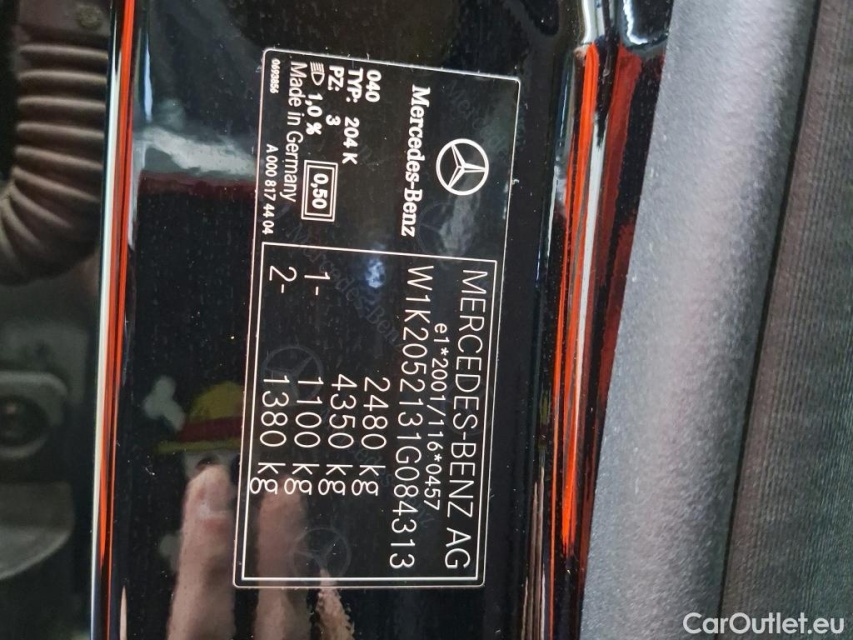 Mercedes-Benz
040
TYP: 204 K
PZ: 3
1,0 %
0,50
Made in Germany
0693856
A 000 817 44 04
MERCEDES-BENZ AG
e1*2001/116*0457
W1K2052131G084313
2480 kg
4350 kg
1- 1100 kg
2- 1380 kg
CarOutlet.eu